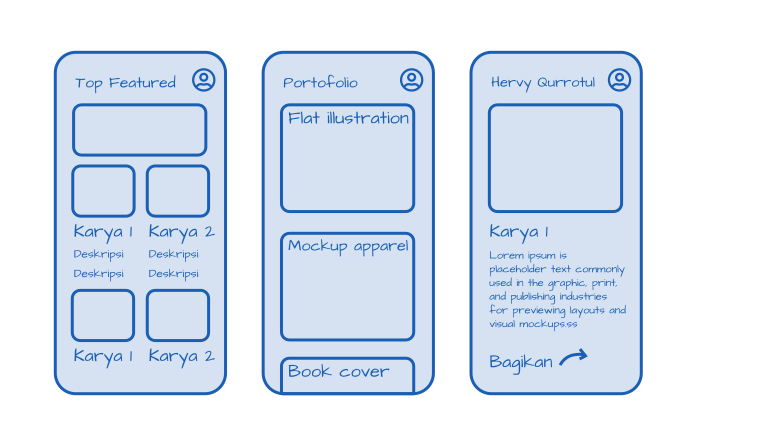 Top Featured
Karya 1
Karya 2
Deskripsi
Deskripsi
Deskripsi
Deskripsi
Karya 1
Karya 2
Portofolio
Flat illustration
Mockup apparel
Book cover
Hervy Qurrotul
Karya 1
Lorem ipsum is
placeholder text commonly
used in the graphic, print,
and publishing industries
for previewing layouts and
visual mockups.ss
Bagikan